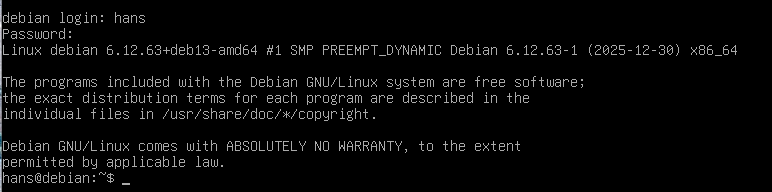 debian login: hans
Password:
Linux debian 6.12.63+deb13-amd64 #1 SMP PREEMPT_DYNAMIC Debian 6.12.63-1 (2025-12-30) x86_64
The programs included with the Debian GNU/Linux system are free software;
the exact distribution terms for each program are described in the
individual files in /usr/share/doc/*/copyright.
Debian GNU/Linux comes with ABSOLUTELY NO WARRANTY, to the extent
permitted by applicable law.
hans@debian:~$ _